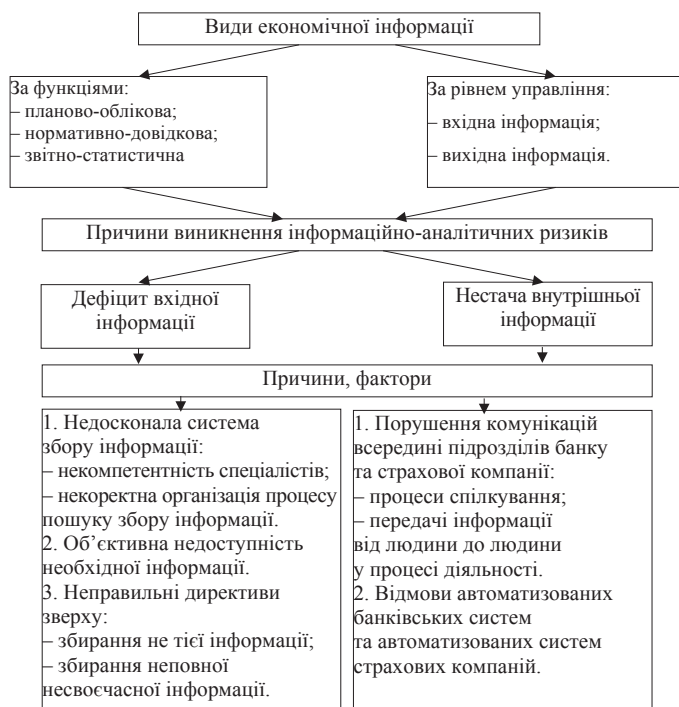 Види економічної інформації
За функціями:
– планово-облікова;
– нормативно-довідкова;
– звітно-статистична
За рівнем управління:
– вхідна інформація;
– вихідна інформація.
Причини виникнення інформаційно-аналітичних ризиків
Дефіцит вхідної
інформації
Нестача внутрішньої
інформації
Причини, фактори
1. Недосконала система
збору інформації:
– некомпетентність спеціалістів;
– некоректна організація процесу
пошуку збору інформації.
2. Об’єктивна недоступність
необхідної інформації.
3. Неправильні директиви
зверху:
– збирання не тієї інформації;
– збирання неповної
несвоєчасної інформації.
1. Порушення комунікацій
всередині підрозділів банку
та страхової компанії:
– процеси спілкування;
– передачі інформації
від людини до людини
у процесі діяльності.
2. Відмови автоматизованих
банківських систем
та автоматизованих систем
страхових компаній.